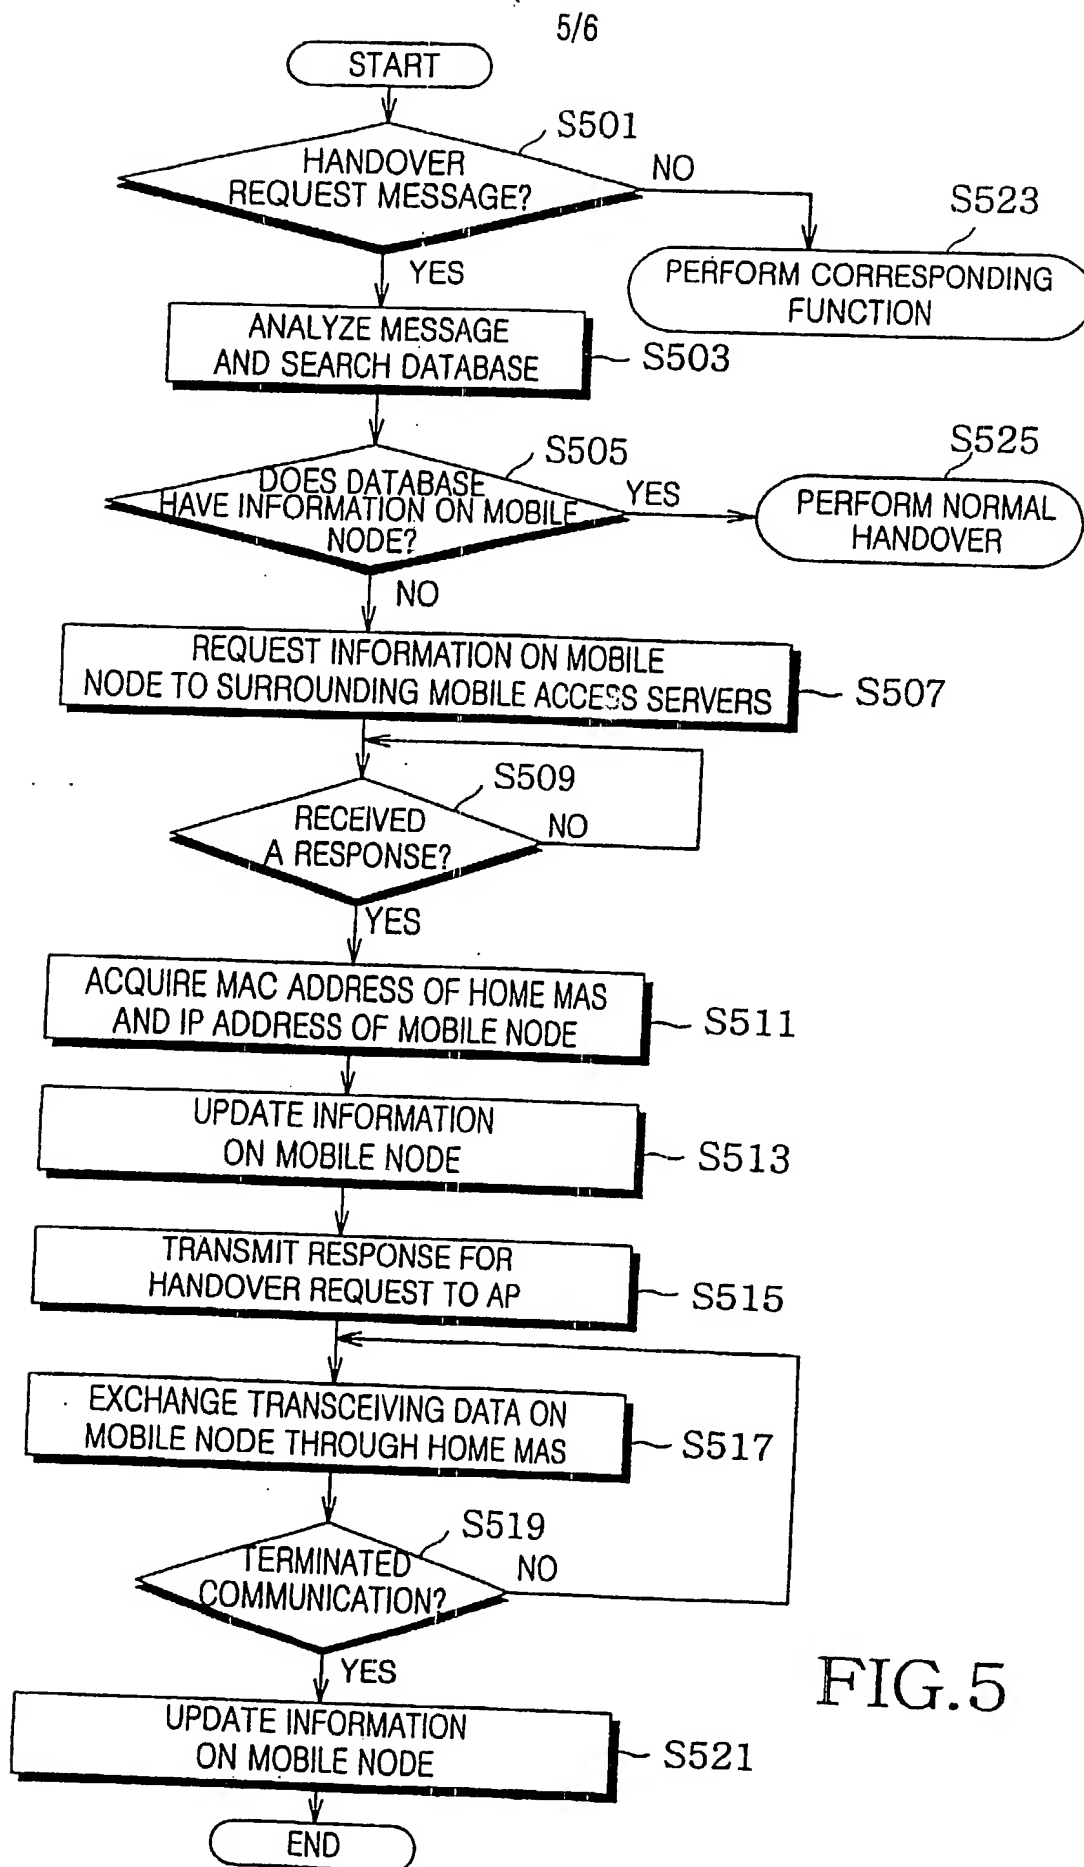 5/6
START
S501
HANDOVER
REQUEST MESSAGE?
NO
S523
PERFORM CORRESPONDING
FUNCTION
YES
ANALYZE MESSAGE
AND SEARCH DATABASE
S503
S505
DOES DATABASE
HAVE INFORMATION ON MOBILE
NODE?
YES
S525
PERFORM NORMAL
HANDOVER
NO
REQUEST INFORMATION ON MOBILE
NODE TO SURROUNDING MOBILE ACCESS SERVERS
S507
S509
RECEIVED
A RESPONSE?
NO
YES
ACQUIRE MAC ADDRESS OF HOME MAS
AND IP ADDRESS OF MOBILE NODE
S511
UPDATE INFORMATION
ON MOBILE NODE
S513
TRANSMIT RESPONSE FOR
HANDOVER REQUEST TO AP
S515
EXCHANGE TRANSCEIVING DATA ON
MOBILE NODE THROUGH HOME MAS
S517
S519
TERMINATED
COMMUNICATION?
NO
YES
UPDATE INFORMATION
ON MOBILE NODE
S521
END
FIG.5